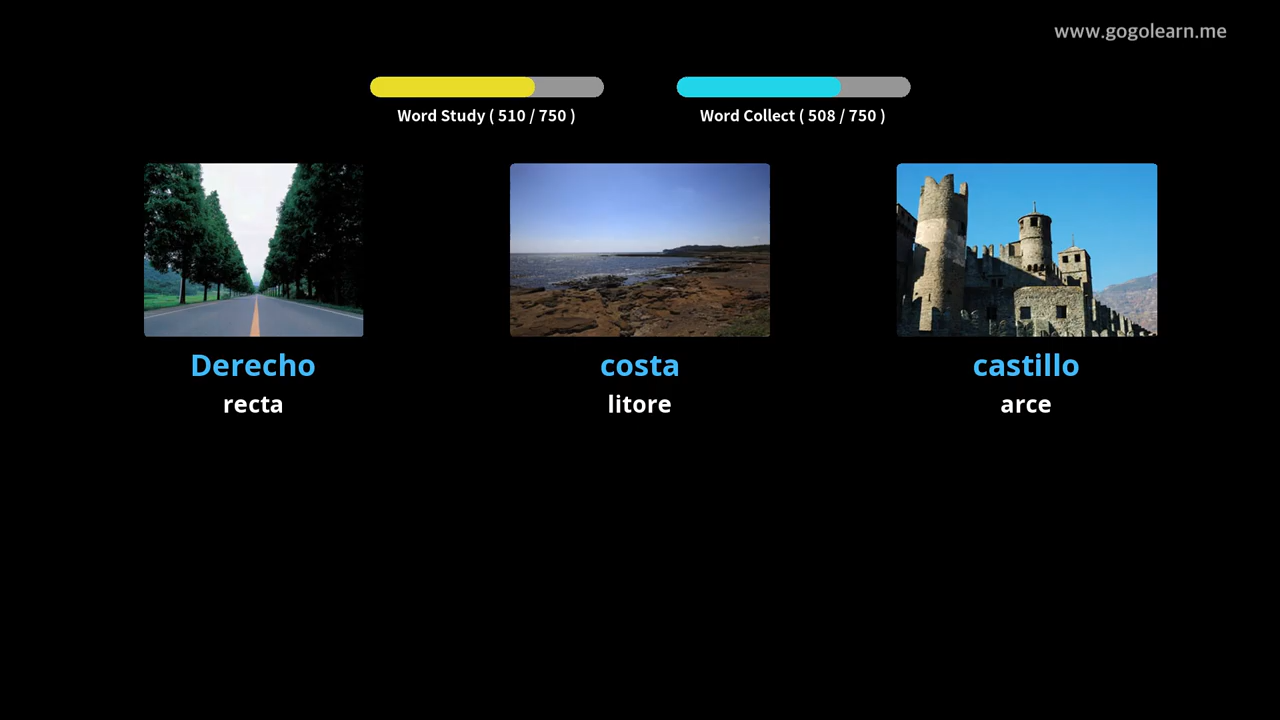 www.gogolearn.me
Word Study ( 510 / 750 )
Word Collect ( 508 / 750 )
Derecho
recta
costa
litore
castillo
arce